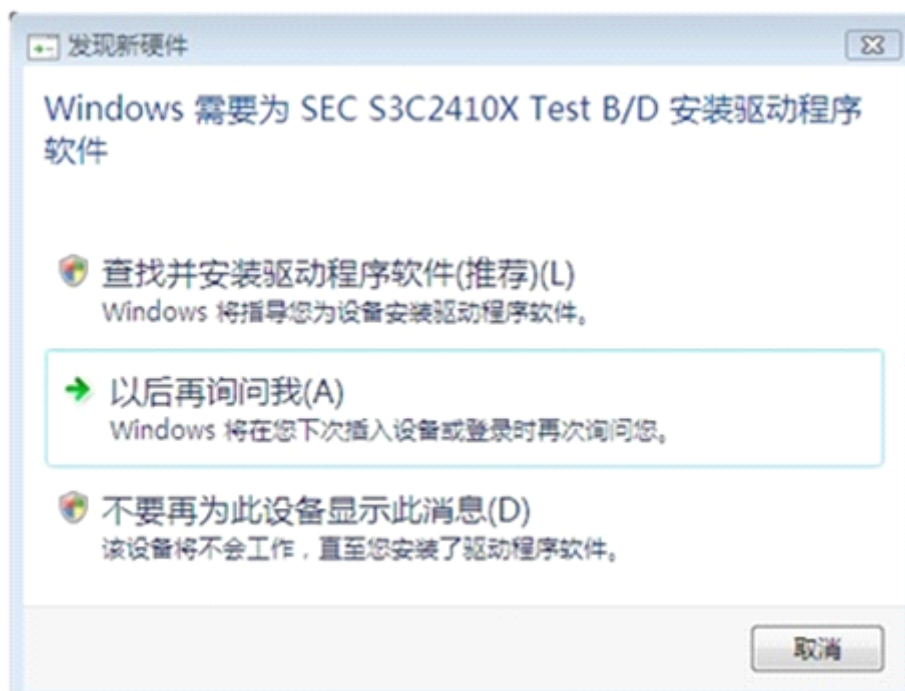 发现新硬件
Windows 需要为 SEC S3C2410X Test B/D 安装驱动程序
软件
查找并安装驱动程序软件(推荐)(L)
Windows 将指导您为设备安装驱动程序软件。
以后再询问我(A)
Windows 将在您下次插入设备或登录时再次询问您。
不要再为此设备显示此消息(D)
该设备将不会工作，直至您安装了驱动程序软件。
取消